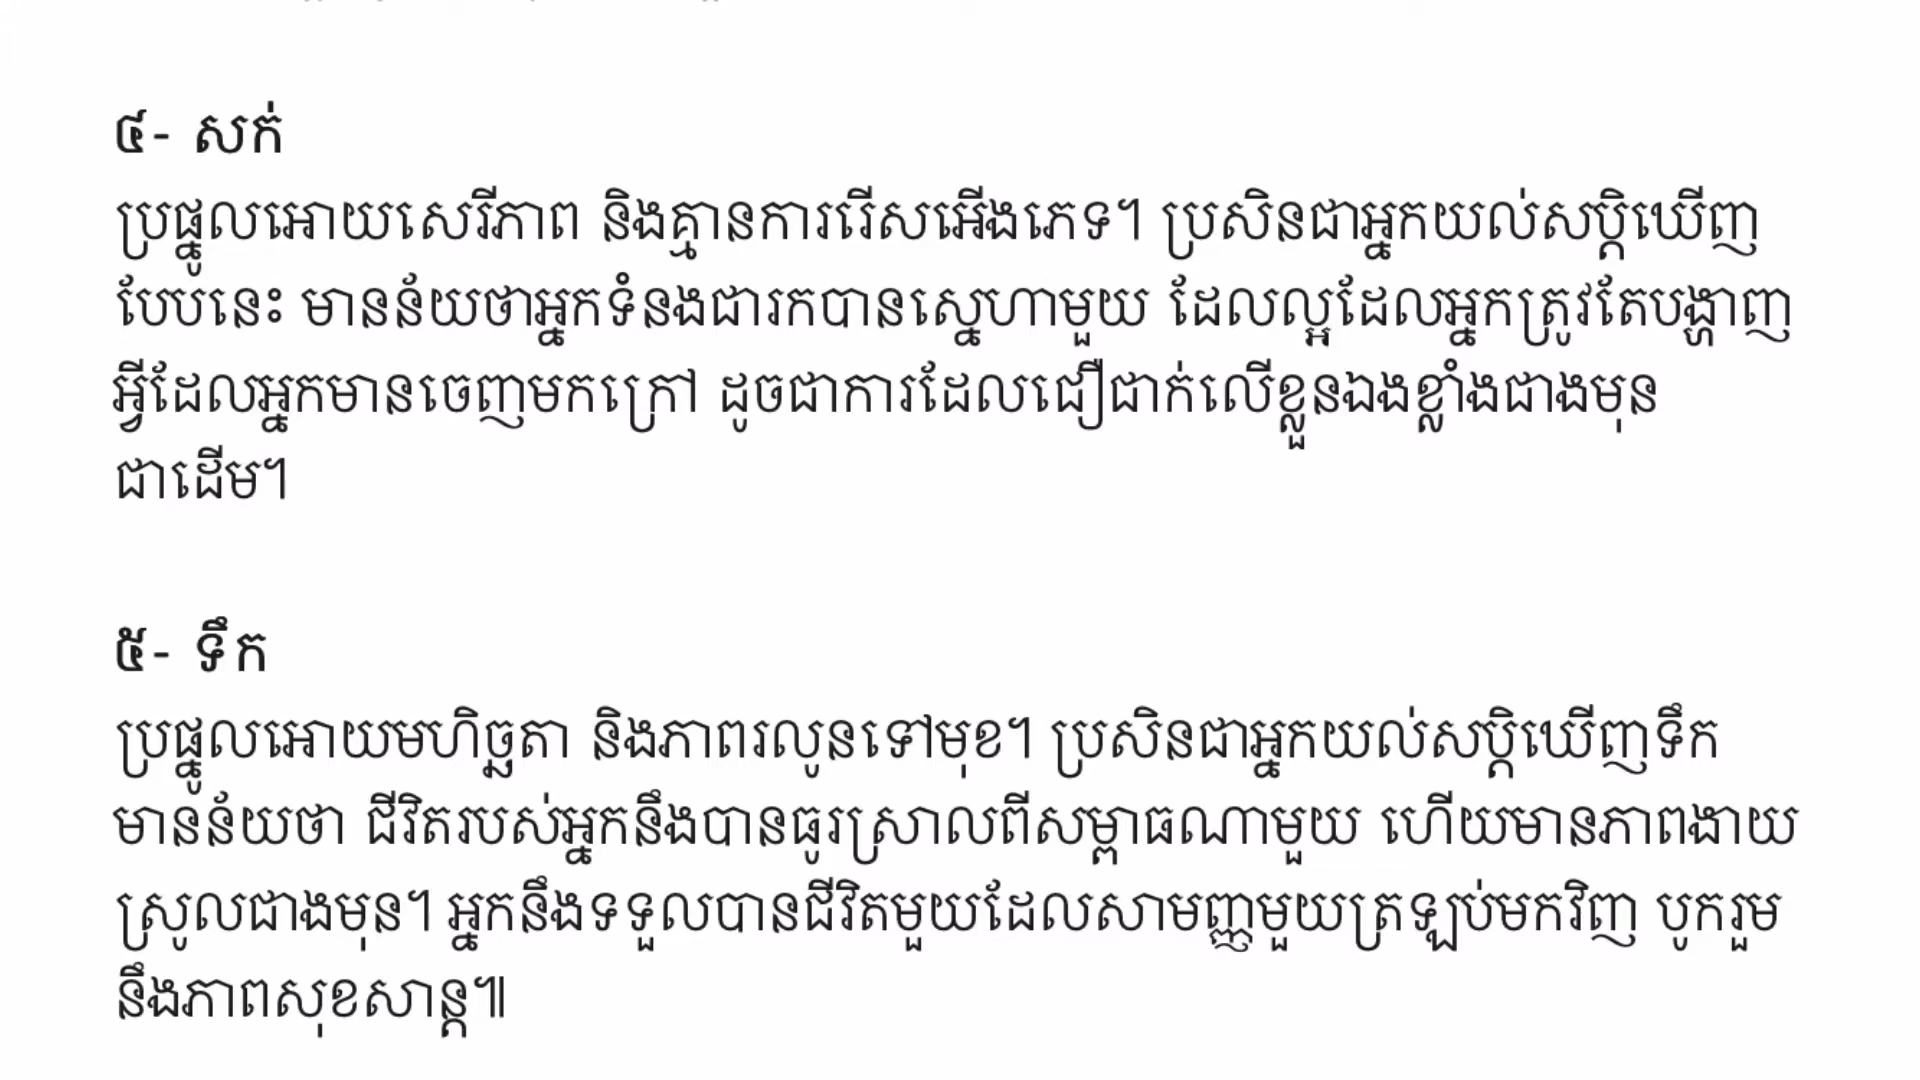 ៤- សក់
ប្រផ្នូលអោយសេរីភាព និងគ្មានការរើសអើងភេទ។ ប្រសិនជាអ្នកយល់សប្តិឃើញ
បែបនេះ មានន័យថាអ្នកទំនងជារកបានស្នេហាមួយ ដែលល្អដែលអ្នកត្រូវតែបង្ហាញ
អ្វីដែលអ្នកមានចេញមកក្រៅ ដូចជាការដែលជឿជាក់លើខ្លួនឯងខ្លាំងជាងមុន
ជាដើម។
៥- ទឹក
ប្រផ្នូលអោយមហិច្ឆតា និងភាពរលូនទៅមុខ។ ប្រសិនជាអ្នកយល់សប្តិឃើញទឹក
មានន័យថា ជីវិតរបស់អ្នកនឹងបានធូរស្រាលពីសម្ពាធណាមួយ ហើយមានភាពងាយ
ស្រូលជាងមុន។ អ្នកនឹងទទួលបានជីវិតមួយដែលសាមញ្ញមួយត្រឡប់មកវិញ បូករួម
នឹងភាពសុខសាន្ត៕